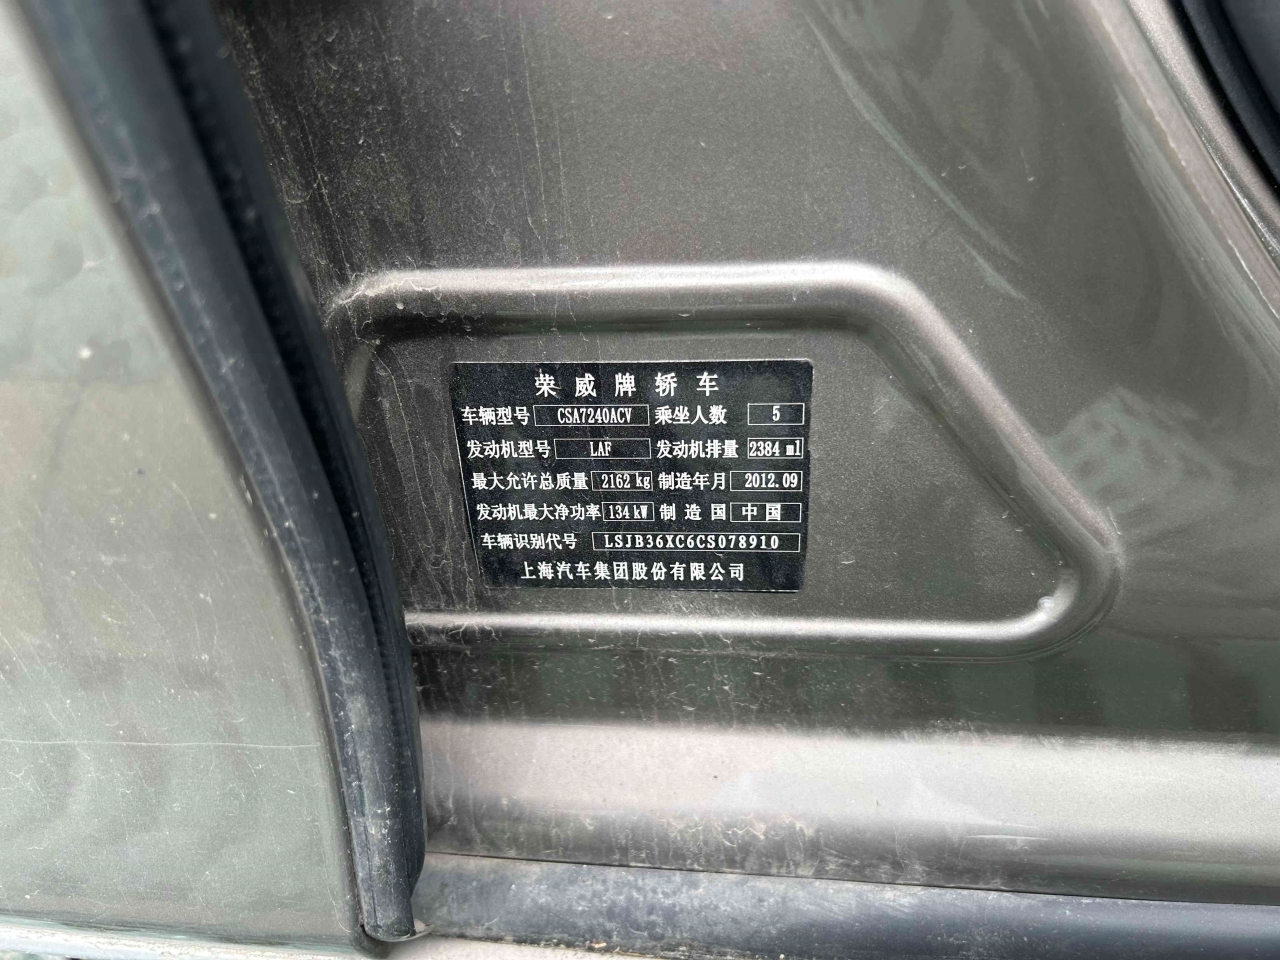 荣威牌轿车
车辆型号 CSA7240ACV 乘坐人数 5
发动机型号 LAF 发动机排量 2384 ml
最大允许总质量 2162 kg 制造年月 2012.09
发动机最大净功率 134 kW 制造国 中国
车辆识别代号 LSJB36XC6CS078910
上海汽车集团股份有限公司